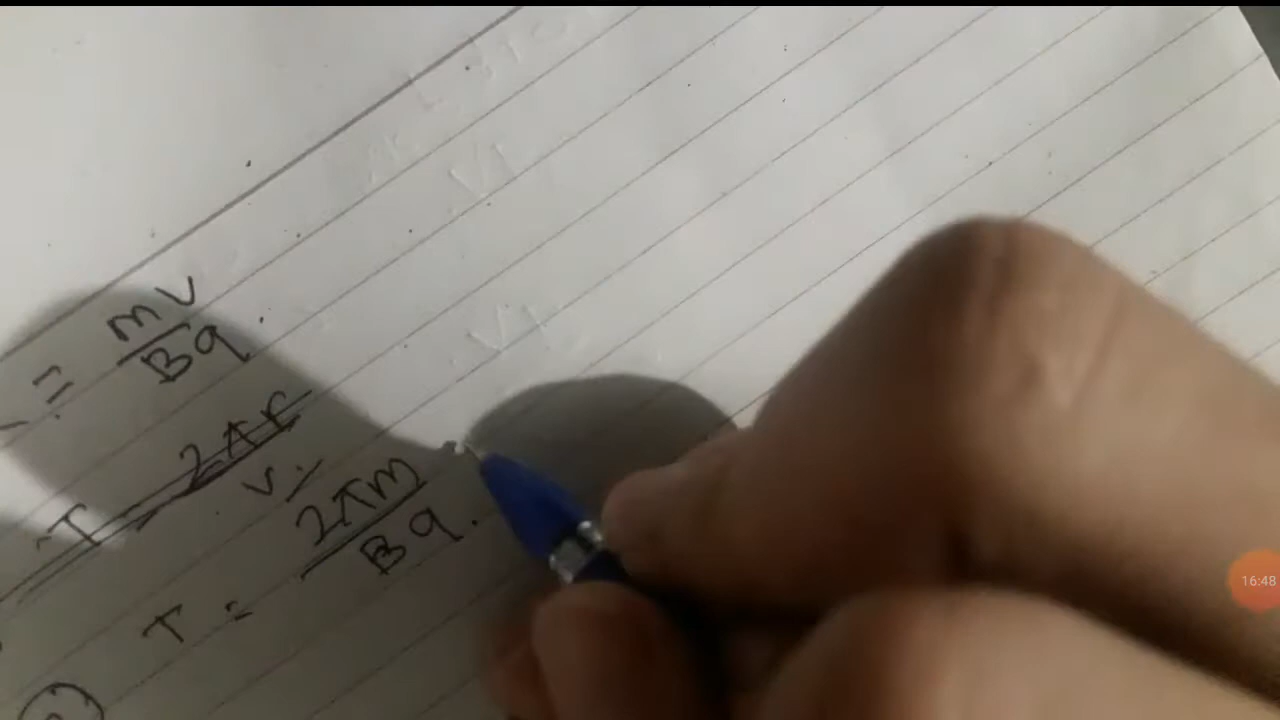 = mv/Bq
T = 2πr/v
T = 2πm/Bq.
16:48